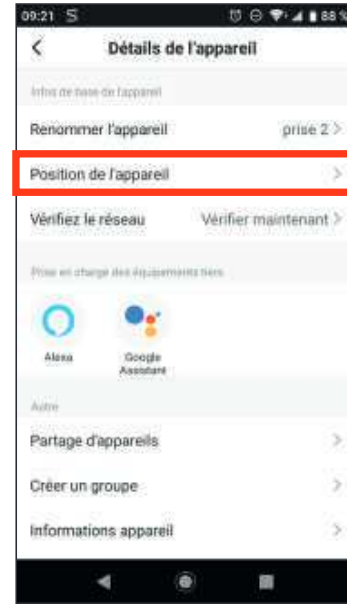 09:21 88 %
Détails de l'appareil
Infos de base de l'appareil
Renommer l'appareil prise 2 >
Position de l'appareil >
Vérifiez le réseau Vérifier maintenant >
Prise en charge des équipements tiers
Alexa Google
Assistant
Autre
Partage d'appareils >
Créer un groupe >
Informations appareil >